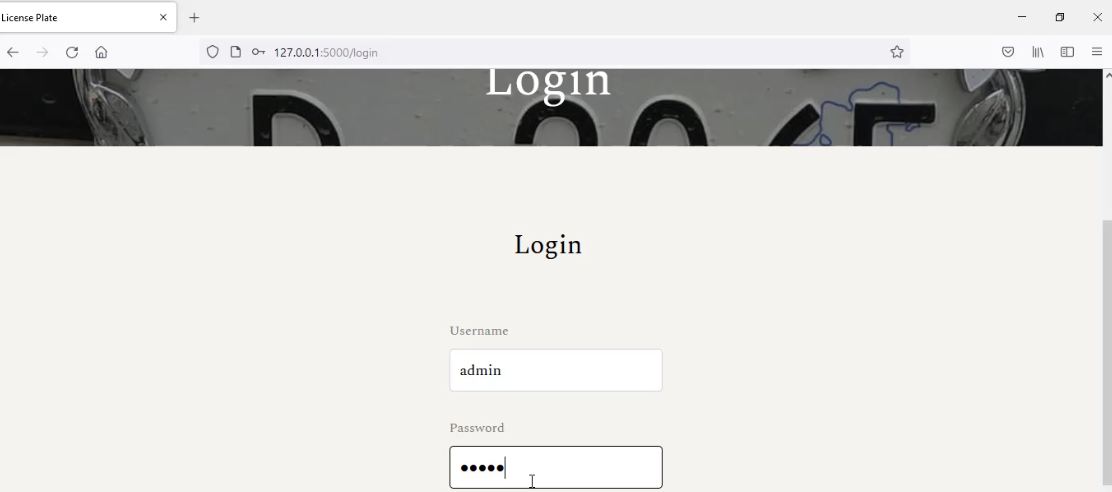 License Plate
127.0.0.1:5000/login
Login
Login
Username
admin
Password
•••••